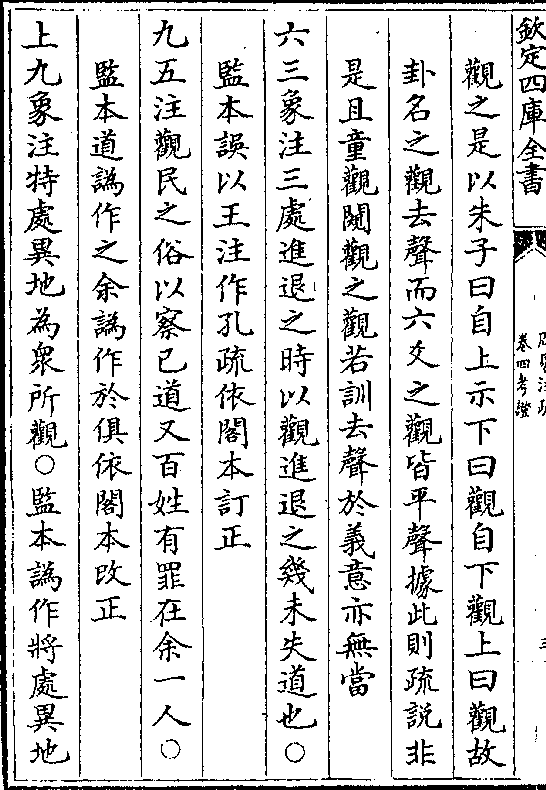 欽定四庫全書
卷四考證
觀之是以朱子曰自上示下曰觀自下觀上曰觀故
卦名之觀去聲而六爻之觀皆平聲據此則疏說非
是且童觀闚觀之觀若訓去聲於義意亦無當
六三象注三處進退之時以觀進退之幾未失道也○
監本誤以王注作孔疏依閣本訂正
九五注觀民之俗以察己道又百姓有罪在余一人○
監本道譌作之余譌作於俱依閣本改正
上九象注特處異地為衆所觀○監本譌作將處異地